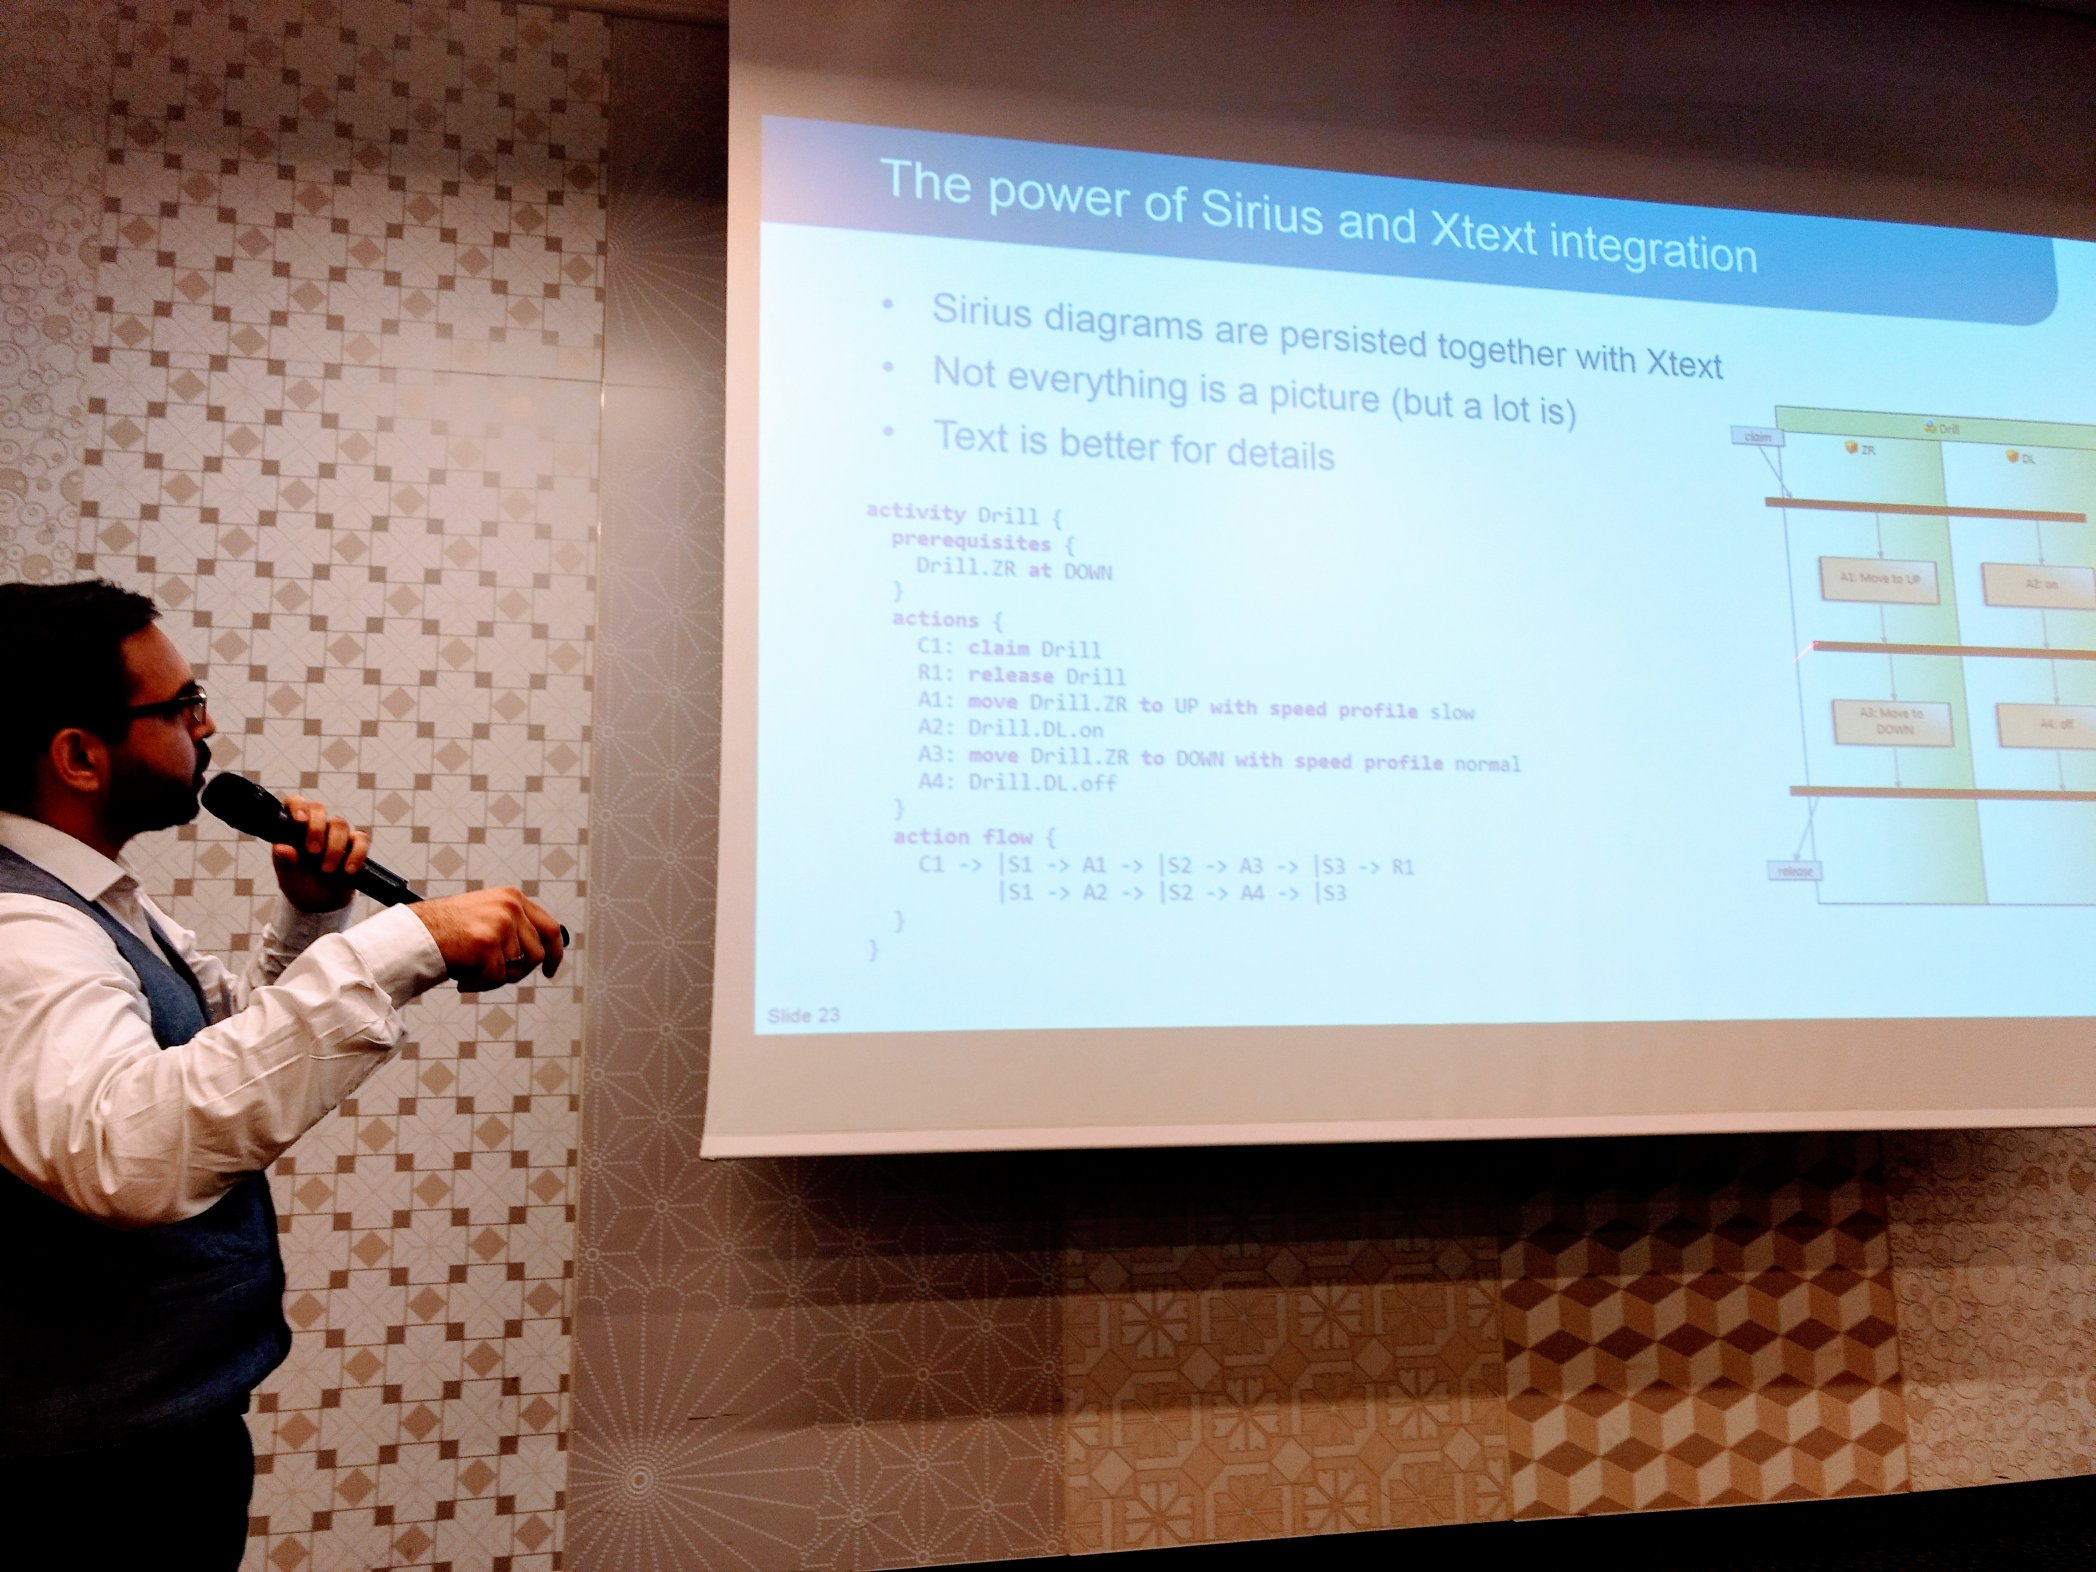 The power of Sirius and Xtext integration
• Sirius diagrams are persisted together with Xtext
• Not everything is a picture (but a lot is)
• Text is better for details
activity Drill {
prerequisites {
Drill.ZR at DOWN
}
actions {
C1: claim Drill
R1: release Drill
A1: move Drill.ZR to UP with speed profile slow
A2: Drill.DL.on
A3: move Drill.ZR to DOWN with speed profile normal
A4: Drill.DL.off
}
action flow {
C1 -> |S1 -> A1 -> |S2 -> A3 -> |S3 -> R1
|S1 -> A2 -> |S2 -> A4 -> |S3
}
}
Slide 23
claim
Drill
ZR
DL
A1: Move to UP
A2: on
A3: Move to
DOWN
A4: off
release